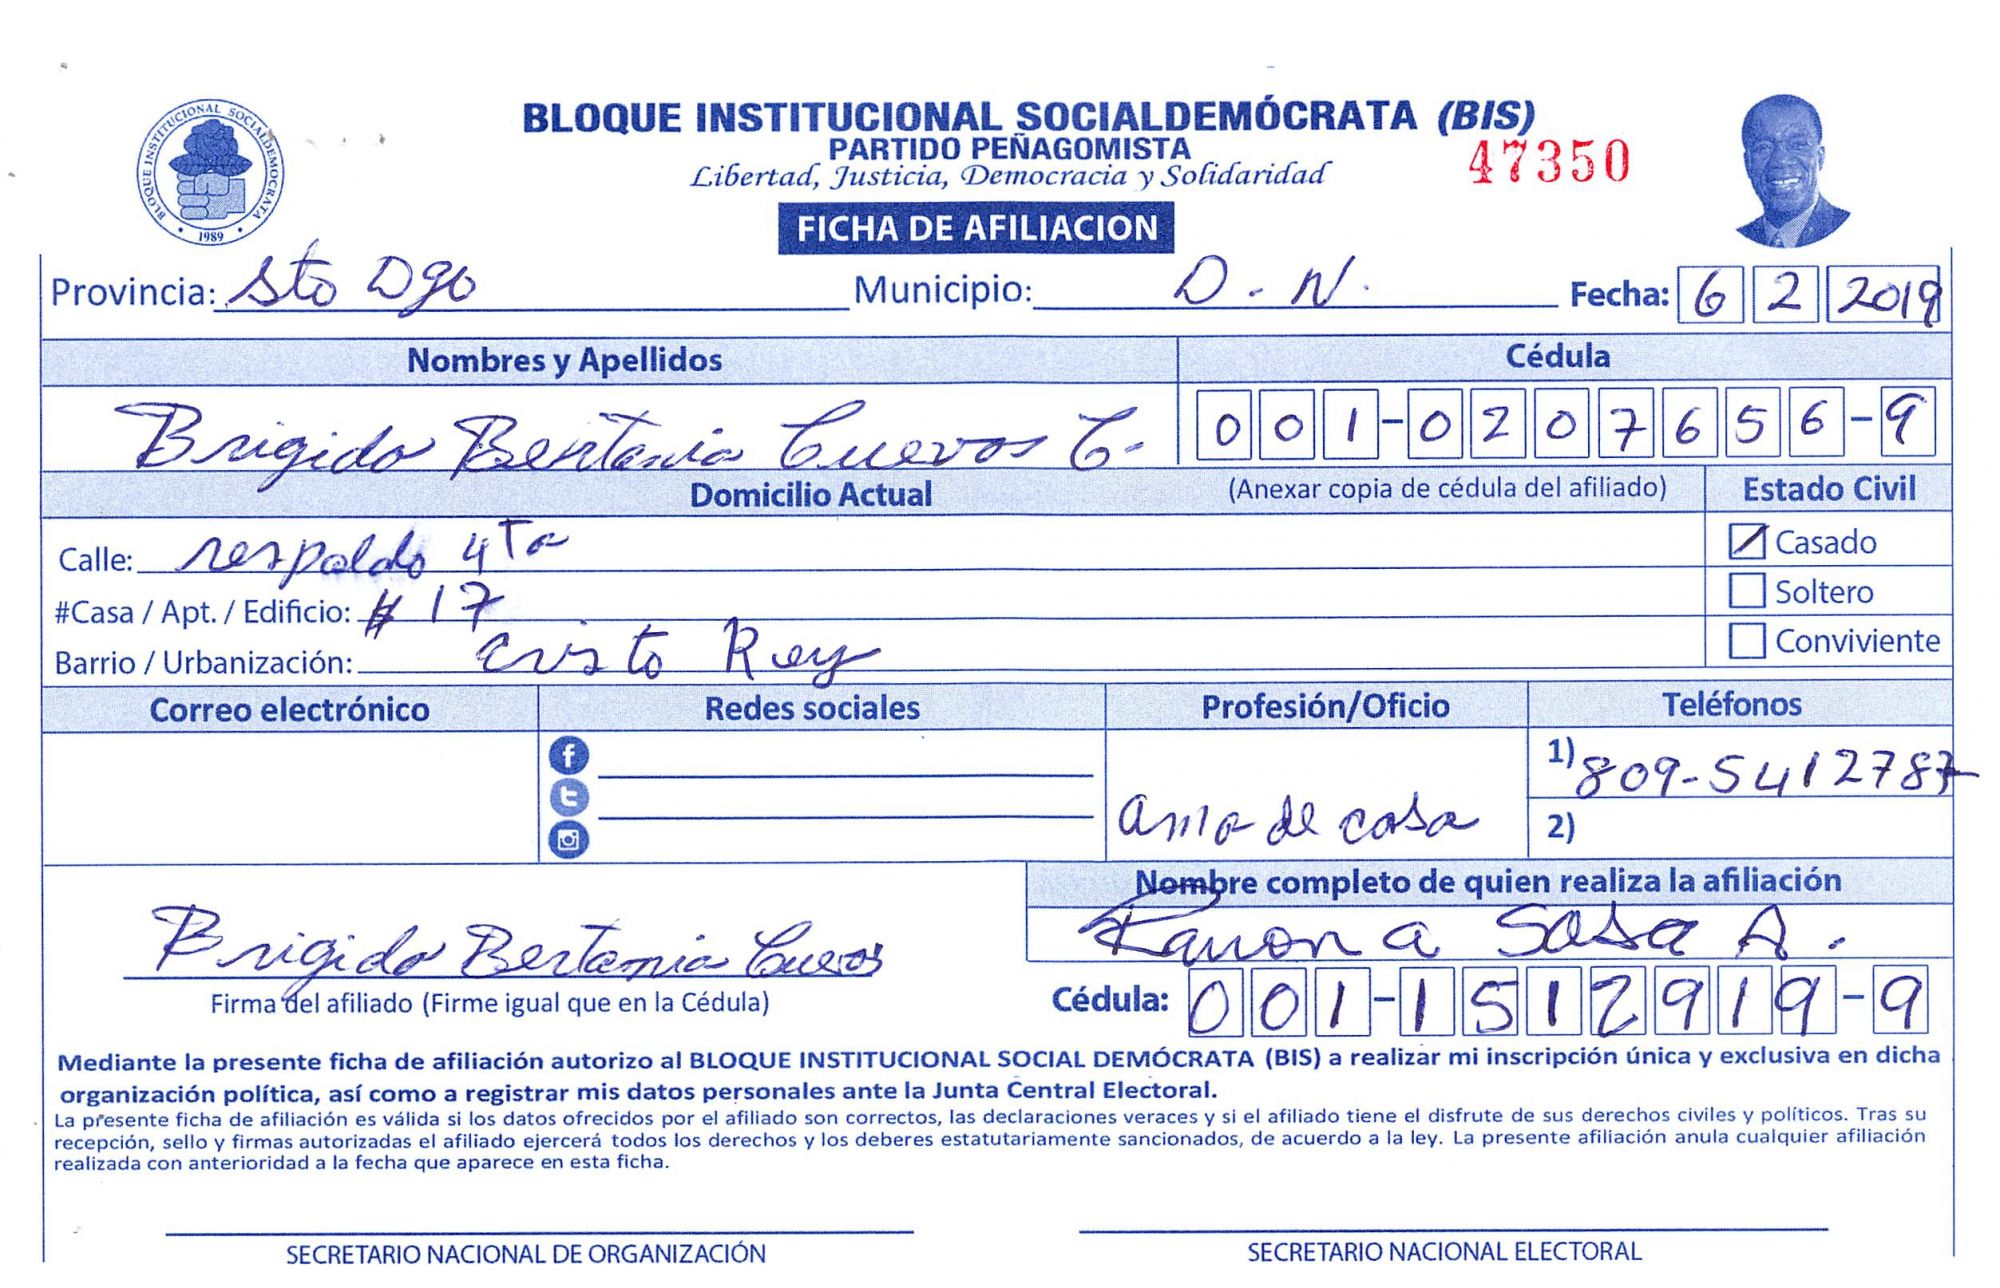 BLOQUE INSTITUCIONAL SOCIALDEMOCRATA
1989
BLOQUE INSTITUCIONAL SOCIALDEMÓCRATA (BIS)
PARTIDO PEÑAGOMISTA
47350
Libertad, Justicia, Democracia y Solidaridad
FICHA DE AFILIACION
Provincia: Sto Dgo Municipio: D. N. Fecha: 6 2 2019
Nombres y Apellidos Cédula
Brigida Bertania Cuevas C. 001-0207656-9
Domicilio Actual (Anexar copia de cédula del afiliado) Estado Civil
Calle: respaldo 4Ta Casado
#Casa / Apt. / Edificio: # 17 Soltero
Barrio / Urbanización: cristo Rey Conviviente
Correo electrónico Redes sociales Profesión/Oficio Teléfonos
1) 809-5412787
ama de casa 2)
Nombre completo de quien realiza la afiliación
Brigida Bertania Cuevas Ramon a Sosa A.
Firma del afiliado (Firme igual que en la Cédula) Cédula: 001-1512919-9
Mediante la presente ficha de afiliación autorizo al BLOQUE INSTITUCIONAL SOCIAL DEMÓCRATA (BIS) a realizar mi inscripción única y exclusiva en dicha
organización política, así como a registrar mis datos personales ante la Junta Central Electoral.
La presente ficha de afiliación es válida si los datos ofrecidos por el afiliado son correctos, las declaraciones veraces y si el afiliado tiene el disfrute de sus derechos civiles y políticos. Tras su
recepción, sello y firmas autorizadas el afiliado ejercerá todos los derechos y los deberes estatutariamente sancionados, de acuerdo a la ley. La presente afiliación anula cualquier afiliación
realizada con anterioridad a la fecha que aparece en esta ficha.
SECRETARIO NACIONAL DE ORGANIZACIÓN SECRETARIO NACIONAL ELECTORAL